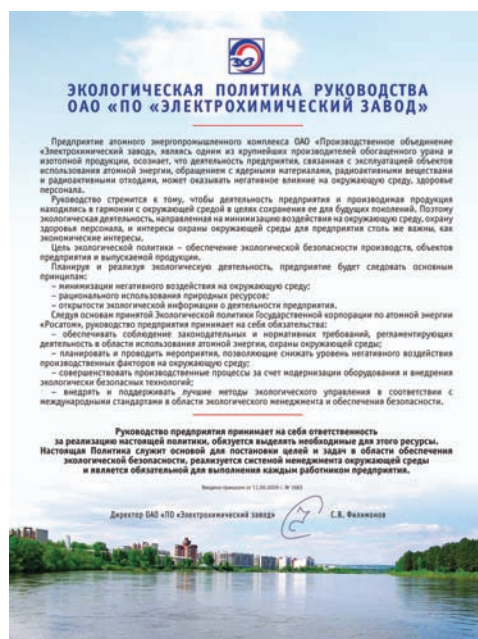 ЭХЗ
ЭКОЛОГИЧЕСКАЯ ПОЛИТИКА РУКОВОДСТВА
ОАО «ПО «ЭЛЕКТРОХИМИЧЕСКИЙ ЗАВОД»
Предприятие атомного энергопромышленного комплекса ОАО «Производственное объединение
«Электрохимический завод», являясь одним из крупнейших производителей обогащенного урана и
изотопной продукции, осознает, что деятельность предприятия, связанная с эксплуатацией объектов
использования атомной энергии, обращением с ядерными материалами, радиоактивными веществами
и радиоактивными отходами, может оказывать негативное влияние на окружающую среду, здоровье
персонала.
Руководство стремится к тому, чтобы деятельность предприятия и производимая продукция
находились в гармонии с окружающей средой в целях сохранения ее для будущих поколений. Поэтому
экологическая деятельность, направленная на минимизацию воздействия на окружающую среду, охрану
здоровья персонала, и интересы охраны окружающей среды для предприятия столь же важны, как
экономические интересы.
Цель экологической политики – обеспечение экологической безопасности производств, объектов
предприятия и выпускаемой продукции.
Планируя и реализуя экологическую деятельность, предприятие будет следовать основным
принципам:
– минимизации негативного воздействия на окружающую среду;
– рационального использования природных ресурсов;
– открытости экологической информации о деятельности предприятия.
Следуя основам принятой Экологической политики Государственной корпорации по атомной энергии
«Росатом», руководство предприятия принимает на себя обязательства:
– обеспечивать соблюдение законодательных и нормативных требований, регламентирующих
деятельность в области использования атомной энергии, охраны окружающей среды;
– планировать и проводить мероприятия, позволяющие снижать уровень негативного воздействия
производственных факторов на окружающую среду;
– совершенствовать производственные процессы за счет модернизации оборудования и внедрения
экологически безопасных технологий;
– внедрять и поддерживать лучшие методы экологического управления в соответствии с
международными стандартами в области экологического менеджмента и обеспечения безопасности.
Руководство предприятия принимает на себя ответственность
за реализацию настоящей политики, обязуется выделять необходимые для этого ресурсы.
Настоящая Политика служит основой для постановки целей и задач в области обеспечения
экологической безопасности, реализуется системой менеджмента окружающей среды
и является обязательной для выполнения каждым работником предприятия.
Введена приказом от 11.08.2009 г. №
Директор ОАО «ПО «Электрохимический завод» С.В. Филимонов